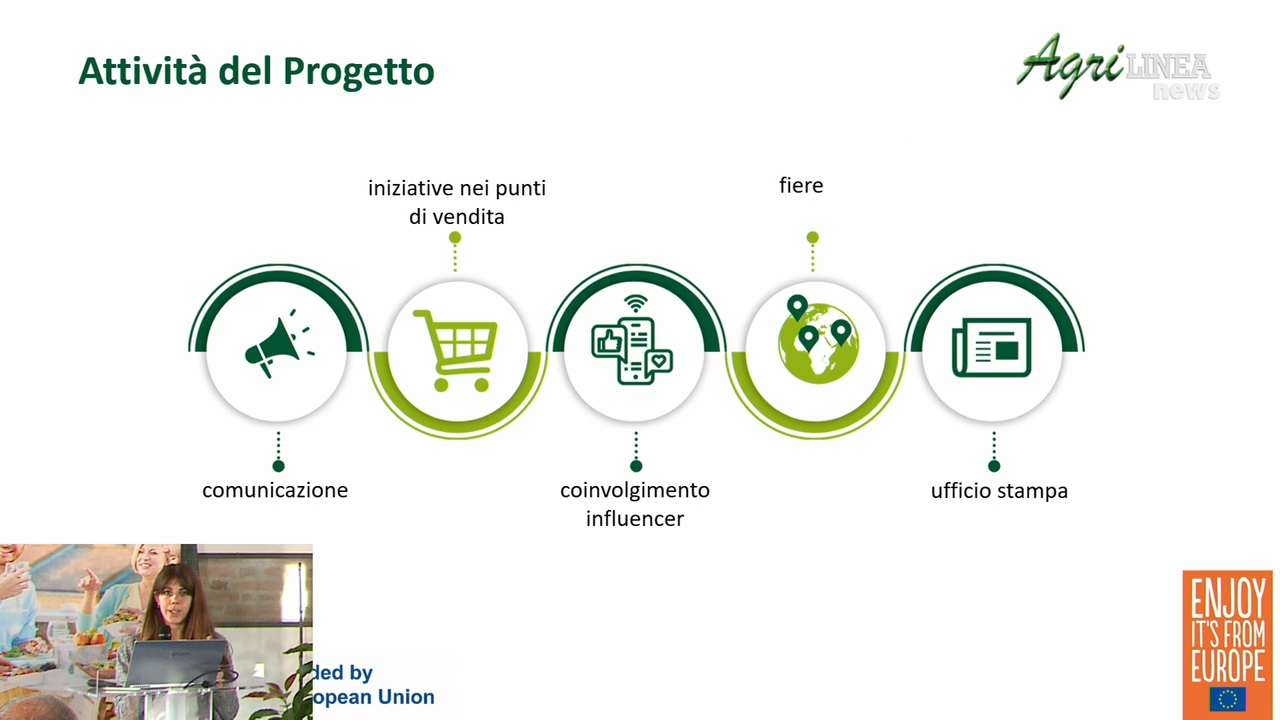 Attività del Progetto
Agri LINEA
news
iniziative nei punti
di vendita
fiere
comunicazione
coinvolgimento
influencer
ufficio stampa
ded by
opean Union
ENJOY
IT'S FROM
EUROPE